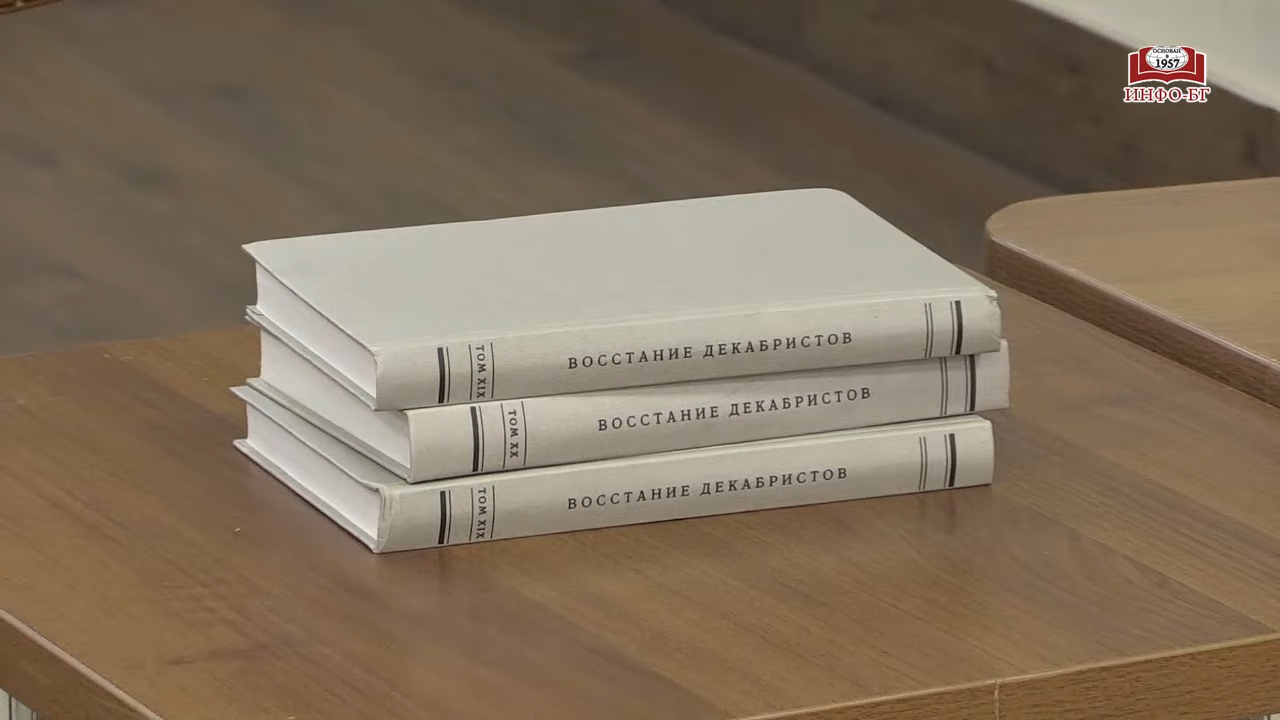 ОСНОВАН
В
1957
ИНФО-БГ
ТОМ XIX
ВОССТАНИЕ ДЕКАБРИСТОВ
ТОМ XX
ВОССТАНИЕ ДЕКАБРИСТОВ
ТОМ XIX
ВОССТАНИЕ ДЕКАБРИСТОВ